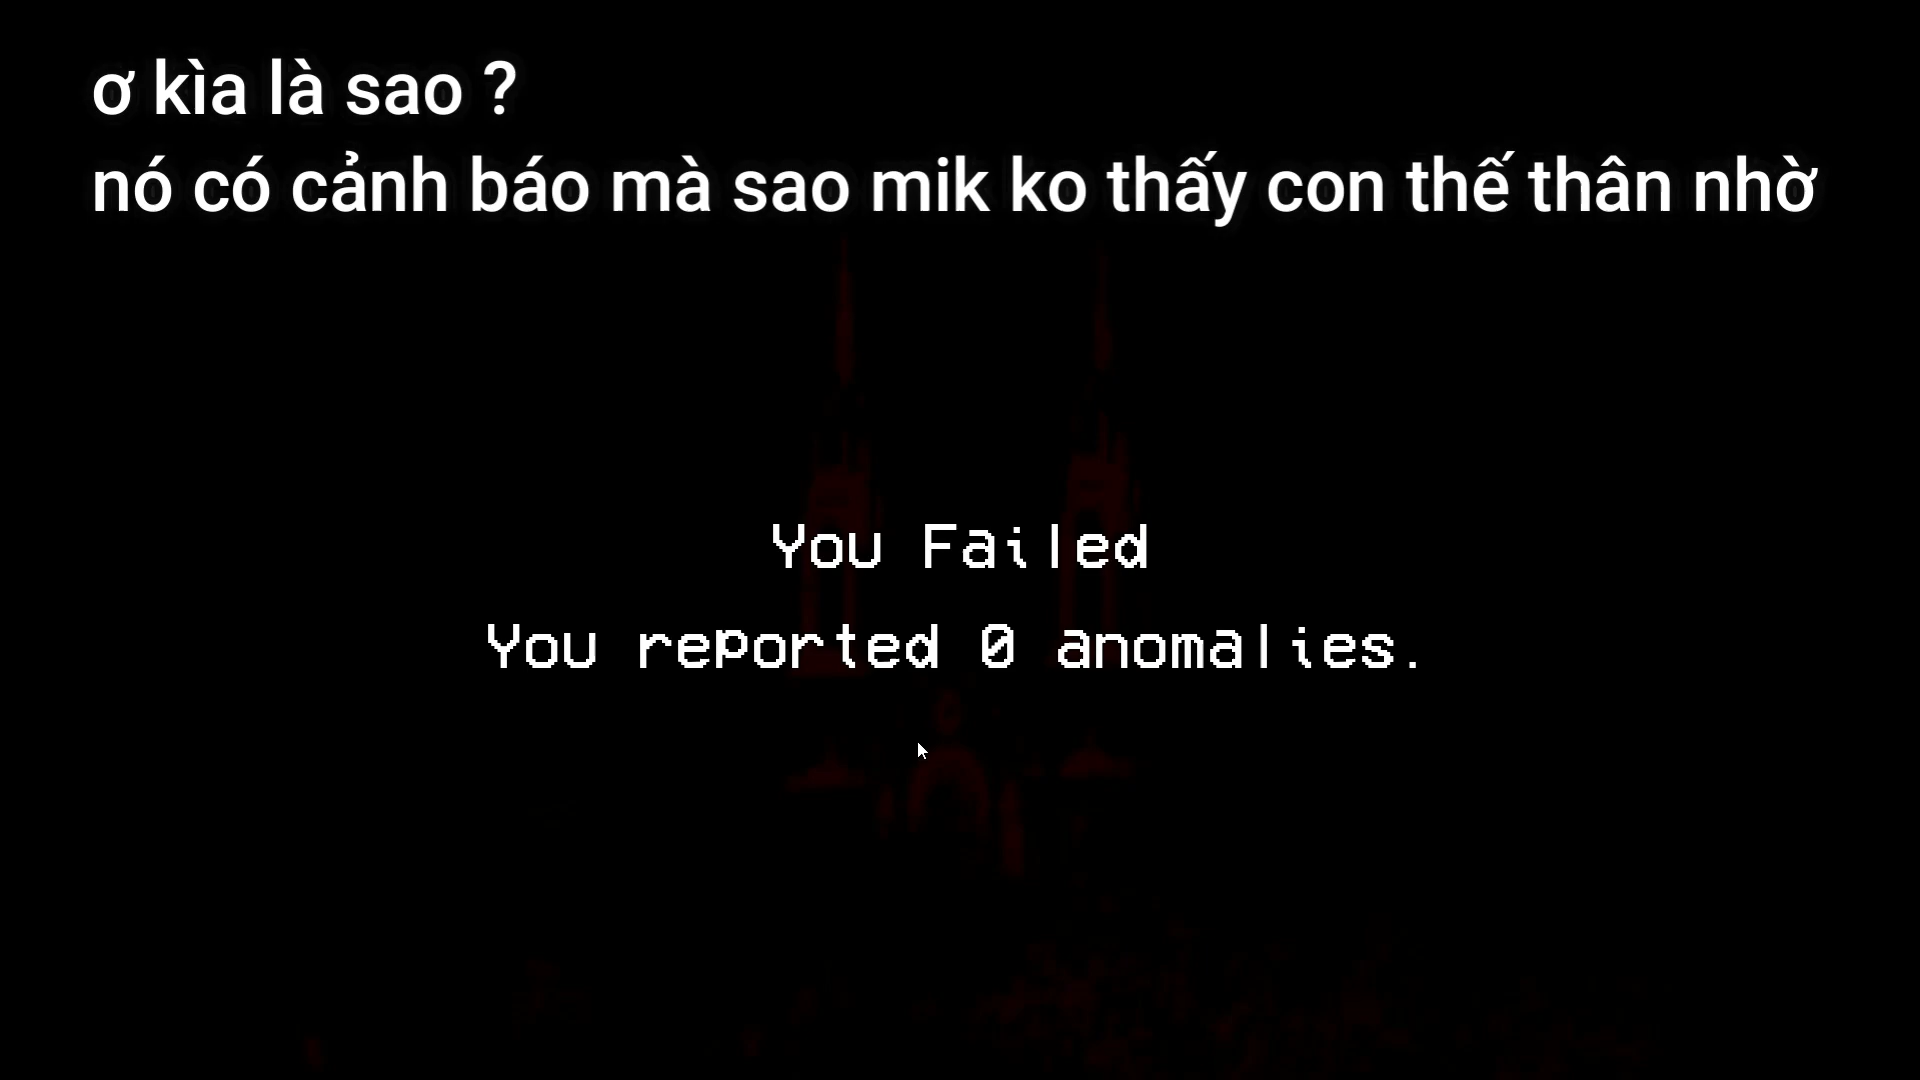 ơ kìa là sao ?
nó có cảnh báo mà sao mik ko thấy con thế thân nhờ
You Failed
You reported 0 anomalies.